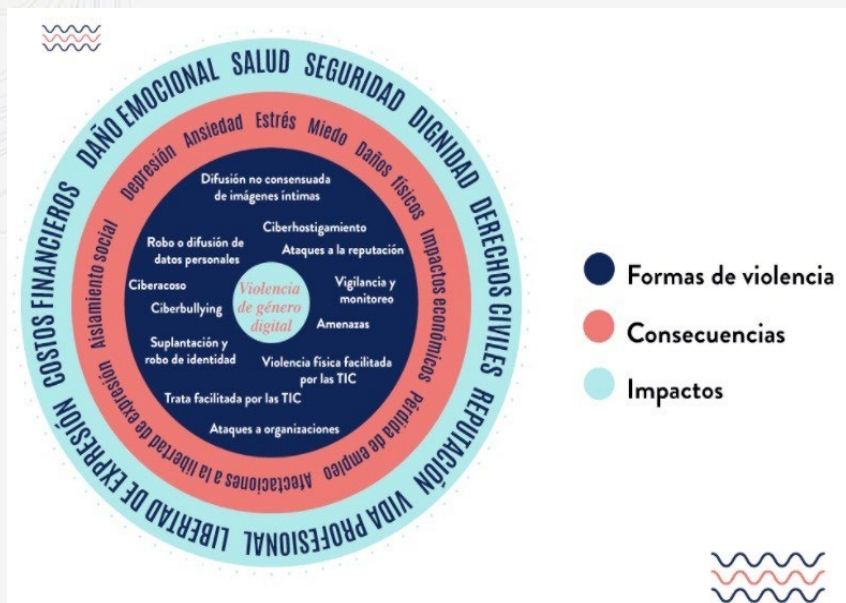 DAÑO EMOCIONAL
SALUD
SEGURIDAD
DIGNIDAD
DERECHOS CIVILES
REPUTACIÓN
VIDA PROFESIONAL
LIBERTAD DE EXPRESIÓN
COSTOS FINANCIEROS
Depresión
Ansiedad
Estrés
Miedo
Daños físicos
Impactos económicos
Pérdida de empleo
Afectaciones a la libertad de expresión
Aislamiento social
Difusión no consensuada
de imágenes íntimas
Ciberhostigamiento
Robo o difusión de
datos personales
Ataques a la reputación
Ciberacoso
Vigilancia y
monitoreo
Ciberbullying
Amenazas
Suplantación y
robo de identidad
Violencia física facilitada
por las TIC
Trata facilitada por las TIC
Ataques a organizaciones
Violencia
de género
digital
Formas de violencia
Consecuencias
Impactos